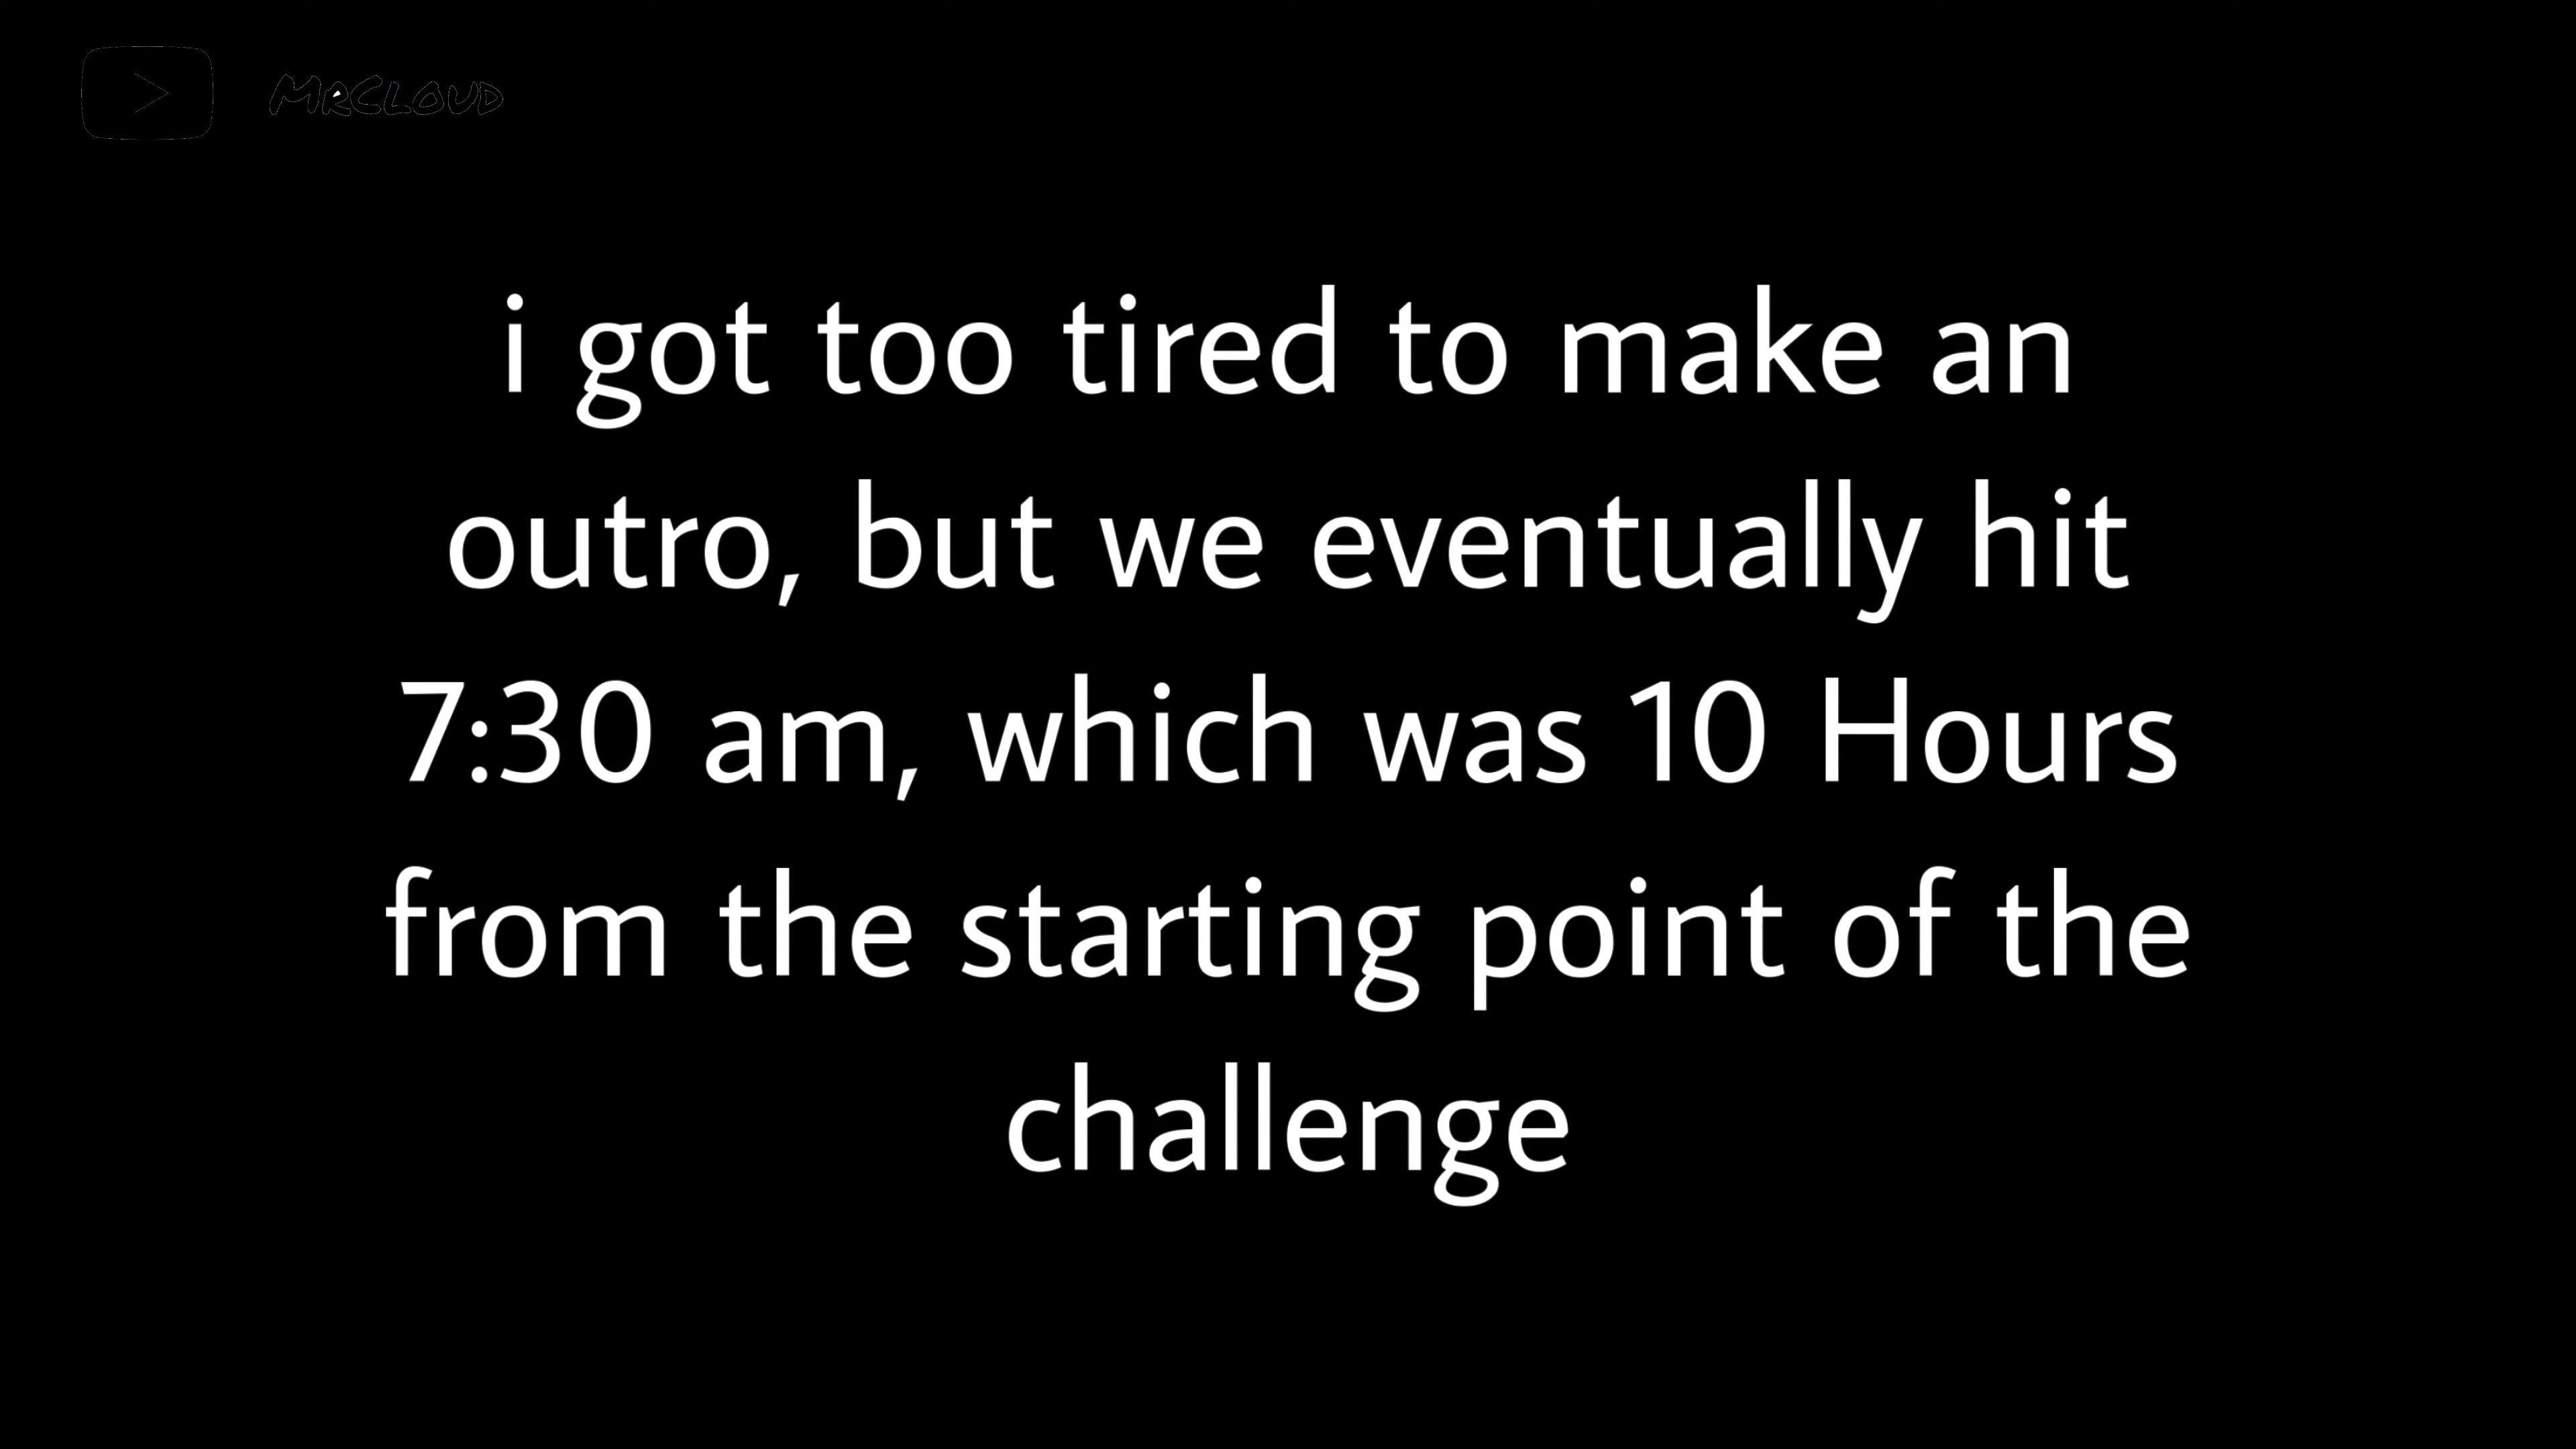 MrCloud
i got too tired to make an
outro, but we eventually hit
7:30 am, which was 10 Hours
from the starting point of the
challenge